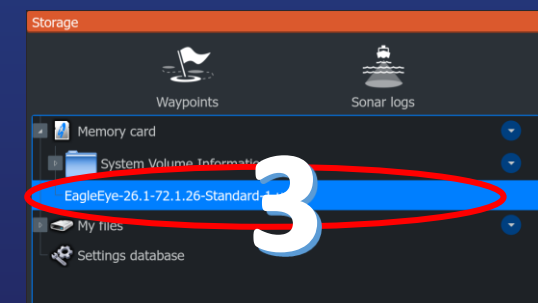 Storage
Waypoints Sonar logs
Memory card
System Volume Information
EagleEye-26.1-72.1.26-Standard-1
3
My files
Settings database